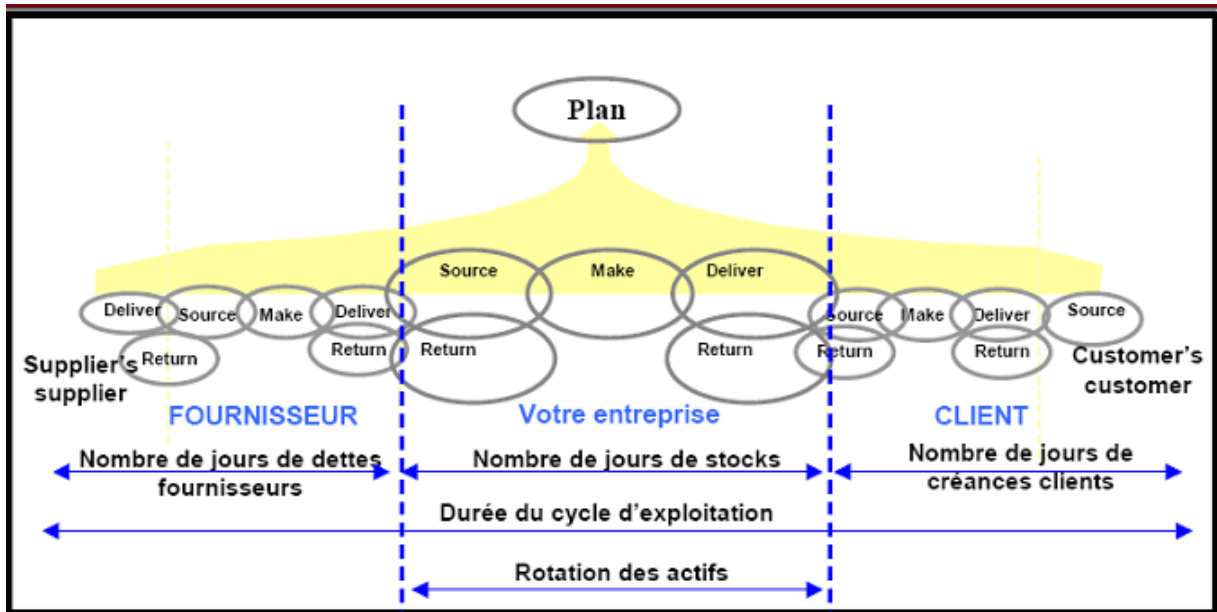 Plan
Source Make Deliver
Deliver Source Make Deliver Source Make Deliver Source
Return Return Return Return Return Return
Supplier's
supplier
Customer's
customer
FOURNISSEUR Votre entreprise CLIENT
Nombre de jours de dettes
fournisseurs
Nombre de jours de stocks
Nombre de jours de
créances clients
Durée du cycle d'exploitation
Rotation des actifs